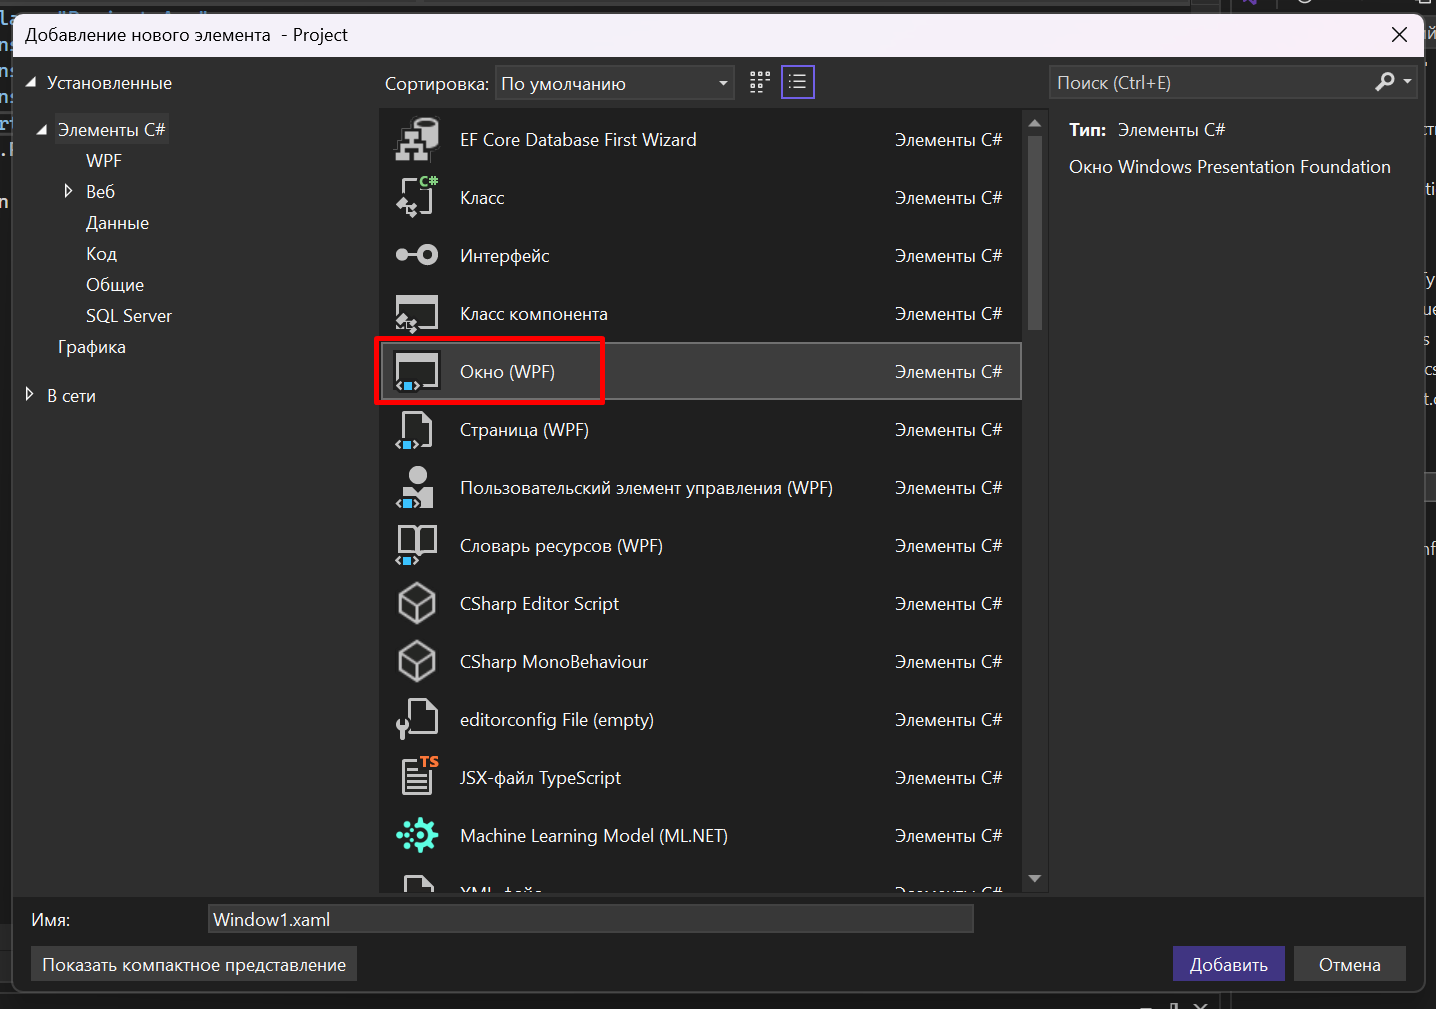 Добавление нового элемента - Project
Установленные
Сортировка: По умолчанию
Поиск (Ctrl+E)
Элементы C#
WPF
Веб
Данные
Код
Общие
SQL Server
Графика
В сети
EF Core Database First Wizard Элементы C#
C#
Класс Элементы C#
Интерфейс Элементы C#
Класс компонента Элементы C#
Окно (WPF) Элементы C#
Страница (WPF) Элементы C#
Пользовательский элемент управления (WPF) Элементы C#
Словарь ресурсов (WPF) Элементы C#
CSharp Editor Script Элементы C#
CSharp MonoBehaviour Элементы C#
editorconfig File (empty) Элементы C#
TS
JSX-файл TypeScript Элементы C#
Machine Learning Model (ML.NET) Элементы C#
Тип: Элементы C#
Окно Windows Presentation Foundation
Имя: Window1.xaml
Показать компактное представление
Добавить
Отмена